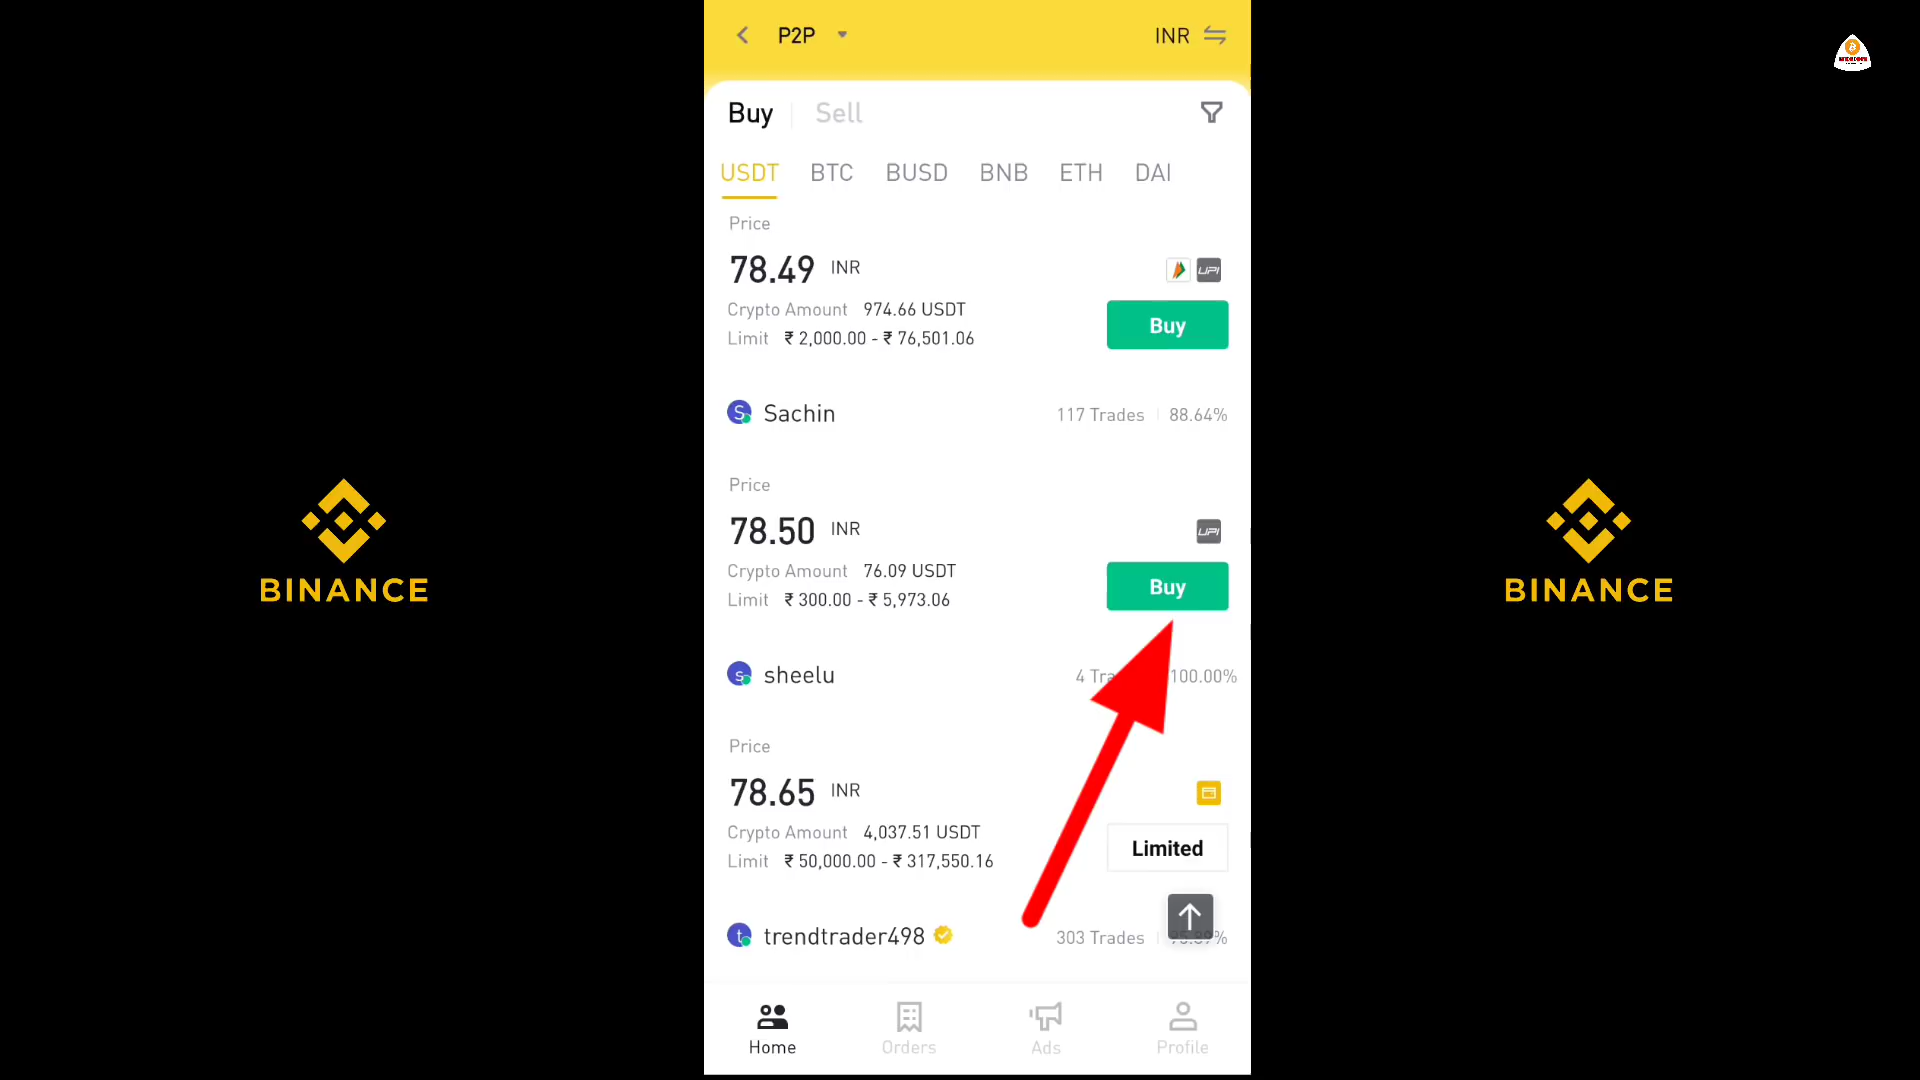 P2P INR
Buy Sell
USDT BTC BUSD BNB ETH DAI
Price
78.49 INR
UPI
Crypto Amount 974.66 USDT
Limit ₹ 2,000.00 - ₹ 76,501.06
Buy
S Sachin 117 Trades 88.64%
Price
78.50 INR
UPI
Crypto Amount 76.09 USDT
Limit ₹ 300.00 - ₹ 5,973.06
Buy
s sheelu 4 Tra 100.00%
Price
78.65 INR
Crypto Amount 4,037.51 USDT
Limit ₹ 50,000.00 - ₹ 317,550.16
Limited
t trendtrader498 303 Trades
Home Orders Ads Profile
BINANCE
BINANCE